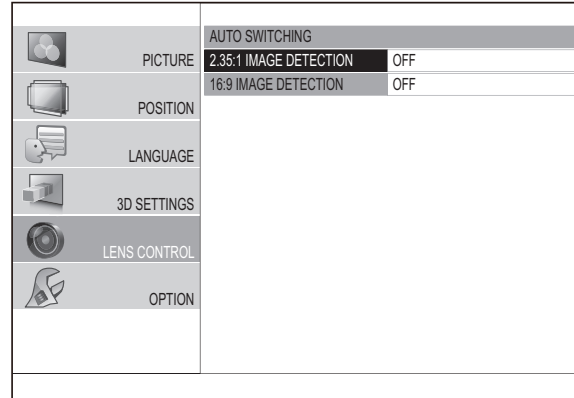 PICTURE
POSITION
LANGUAGE
3D SETTINGS
LENS CONTROL
OPTION
AUTO SWITCHING
2.35:1 IMAGE DETECTION OFF
16:9 IMAGE DETECTION OFF